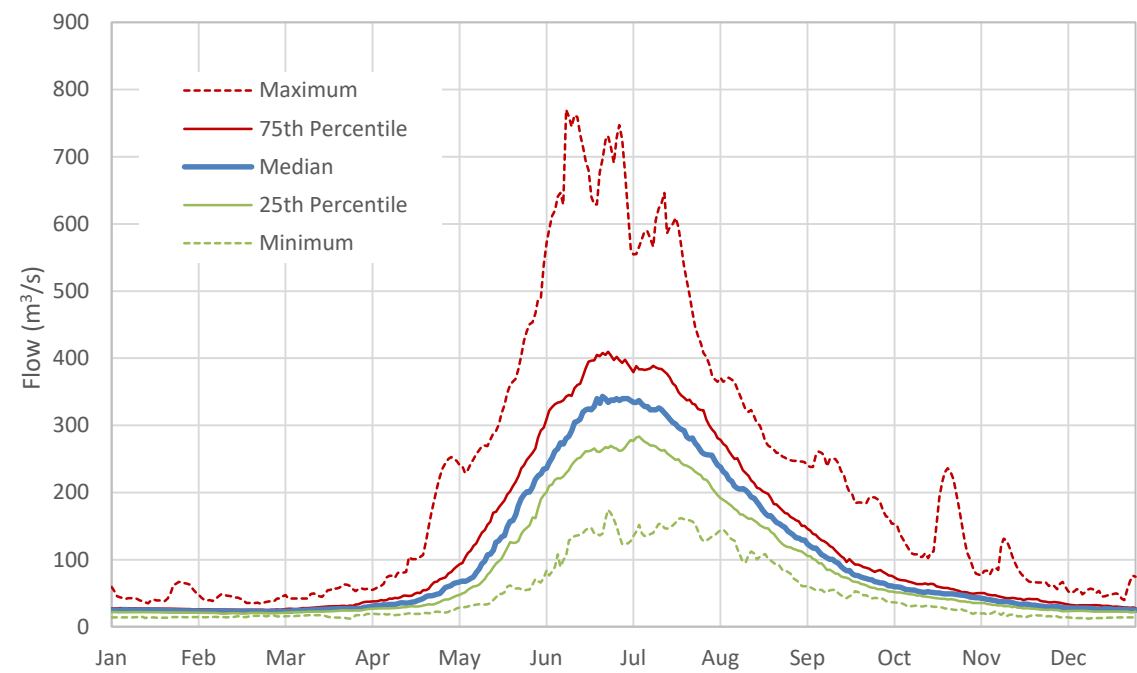 900
800
700
600
500
400
300
200
100
0
Flow (m³/s)
Maximum
75th Percentile
Median
25th Percentile
Minimum
Jan Feb Mar Apr May Jun Jul Aug Sep Oct Nov Dec